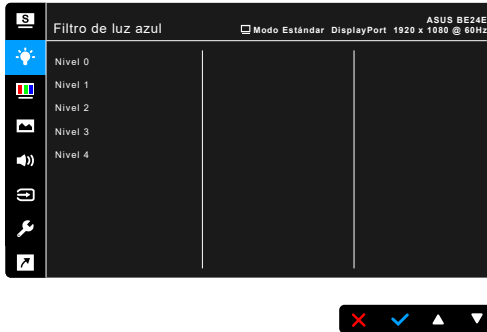 S
Filtro de luz azul
ASUS BE24E
Modo Estándar DisplayPort 1920 x 1080 @ 60Hz
Nivel 0
Nivel 1
Nivel 2
Nivel 3
Nivel 4